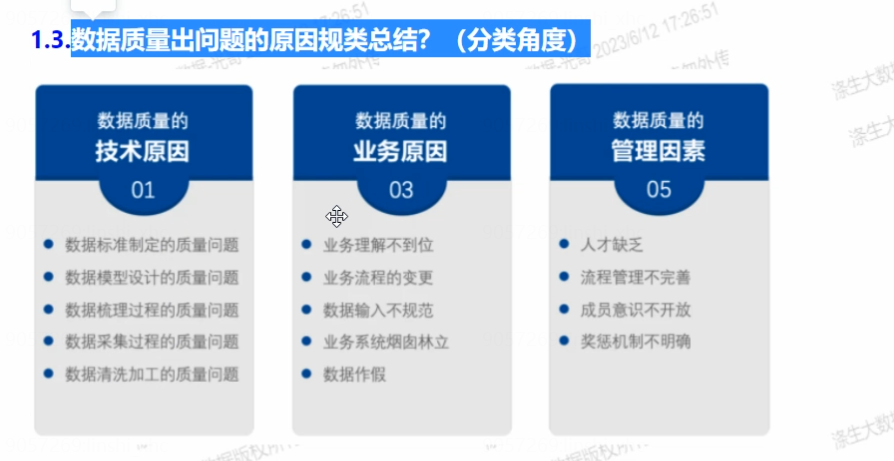 1.3.数据质量出问题的原因规类总结？（分类角度）
2023/6/12 17:26:51
数据质量的
技术原因
01
数据标准制定的质量问题
数据模型设计的质量问题
数据梳理过程的质量问题
数据采集过程的质量问题
数据清洗加工的质量问题
数据质量的
业务原因
03
业务理解不到位
业务流程的变更
数据输入不规范
业务系统烟囱林立
数据作假
数据质量的
管理因素
05
人才缺乏
流程管理不完善
成员意识不开放
奖惩机制不明确
涤生大数据
涤生大
涤生大数据